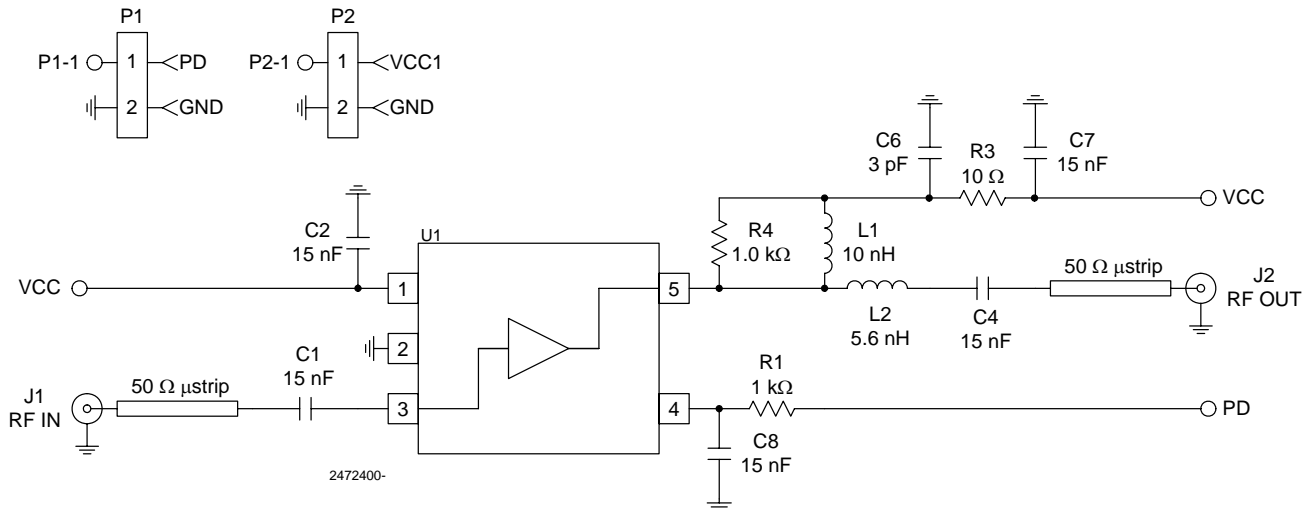 P1
P2
P1-1
1
PD
2
GND
P2-1
1
VCC1
2
GND
C6
3 pF
R3
10 Ω
C7
15 nF
VCC
C2
15 nF
U1
R4
1.0 kΩ
L1
10 nH
VCC
1
5
50 Ω μstrip
J2
RF OUT
L2
5.6 nH
C4
15 nF
2
C1
15 nF
R1
1 kΩ
J1
RF IN
50 Ω μstrip
3
4
PD
C8
15 nF
2472400-